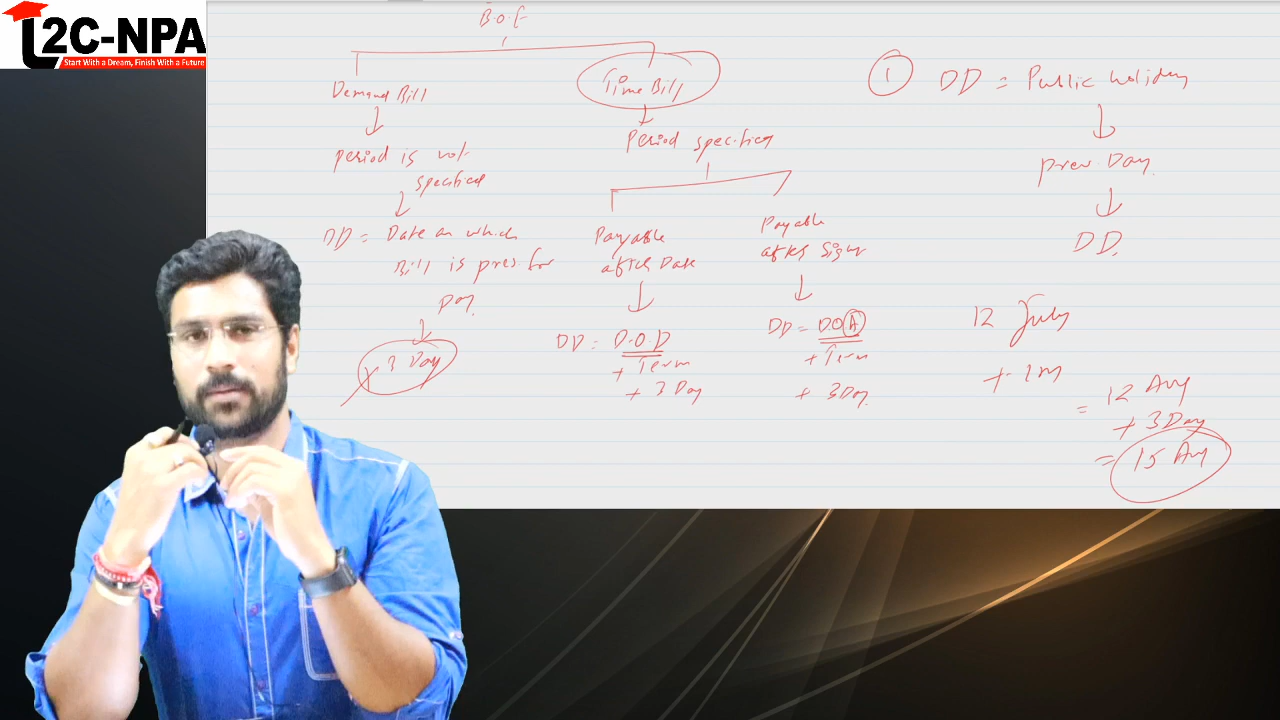 L2C-NPA
Start With a Dream, Finish With a Future
B.O.E
Demand Bill
Period is not
specified
DD = Date on which
Bill is pres. for
Pay.
3 Day
Time Bill
Period specified
Payable
after Date
DD = D.O.D
+ Term
+ 3 Day
Payable
after Sight
DD = DOA
+ Term
+ 3 Day.
1 DD = Public holiday
prev. Day.
DD.
12 July
+ 1m
= 12 Aug
+ 3 Day
= 15 Aug